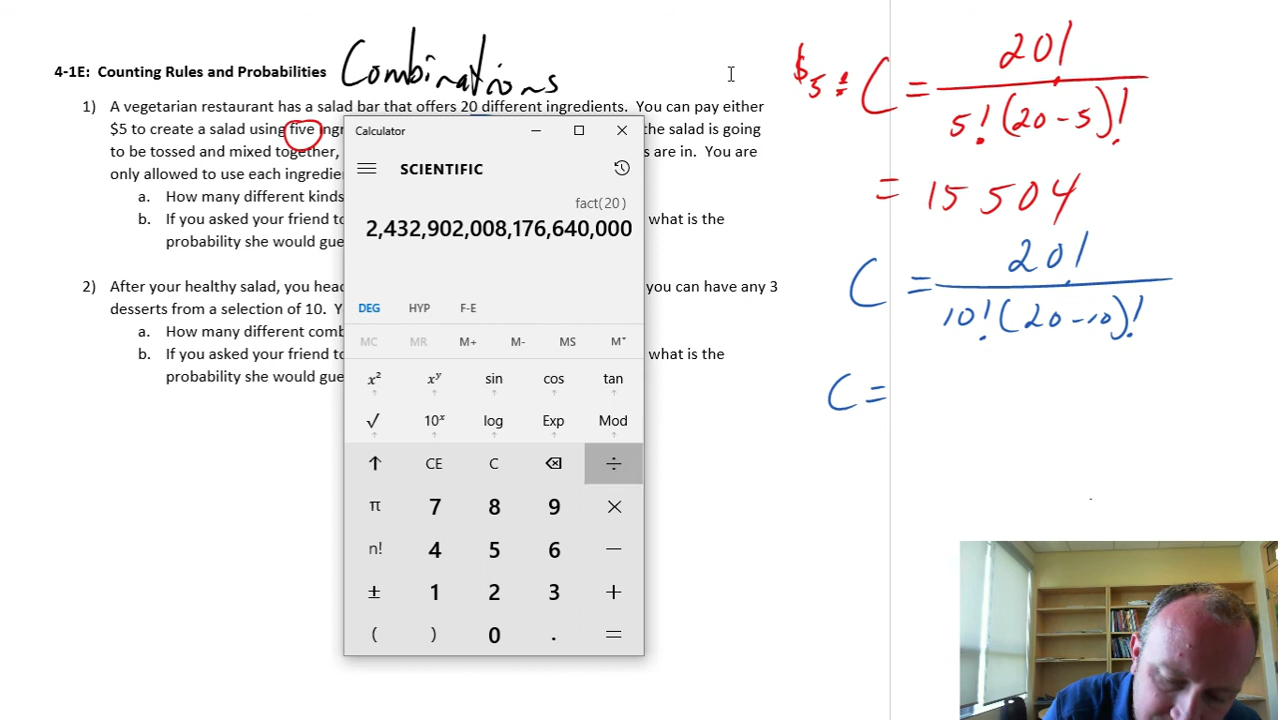 Combinations
4-1E: Counting Rules and Probabilities
1) A vegetarian restaurant has a salad bar that offers 20 different ingredients. You can pay either
$5 to create a salad using five ingr the salad is going
to be tossed and mixed together, s are in. You are
only allowed to use each ingredie
a. How many different kinds
b. If you asked your friend to what is the
probability she would gue
2) After your healthy salad, you head you can have any 3
desserts from a selection of 10. Y
a. How many different comb
b. If you asked your friend to what is the
probability she would gue
Calculator
SCIENTIFIC
fact(20)
2,432,902,008,176,640,000
DEG HYP F-E
MC MR M+ M- MS M˅
x² xʸ sin cos tan
√ 10ˣ log Exp Mod
↑ CE C ⌫ ÷
π 7 8 9 ×
n! 4 5 6 −
± 1 2 3 +
( ) 0 . =
$5: C = 20!
5!(20-5)!
= 15 504
C = 20!
10!(20-10)!
C =